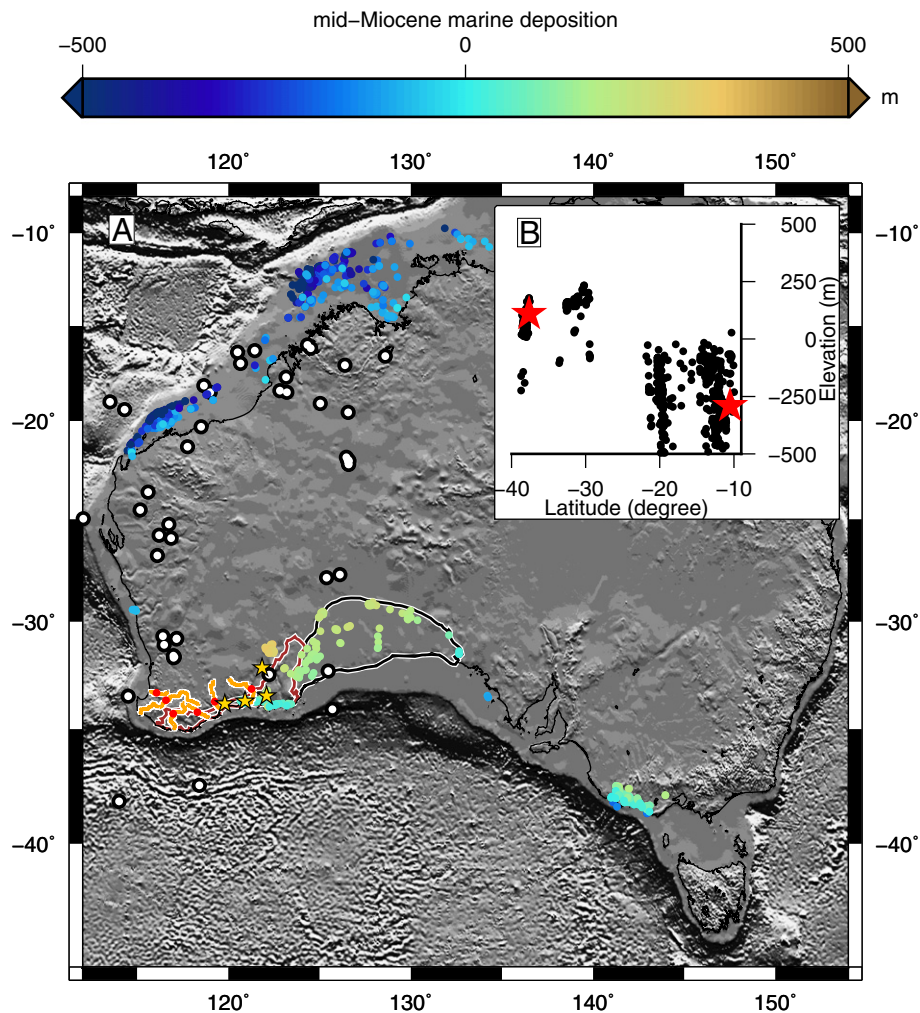 mid−Miocene marine deposition
−500 0 500
m
120˚ 130˚ 140˚ 150˚
−10˚ −10˚
A
B
500
250
0
−250
−500
Elevation (m)
−40 −30 −20 −10
Latitude (degree)
−20˚ −20˚
−30˚ −30˚
−40˚ −40˚
120˚ 130˚ 140˚ 150˚